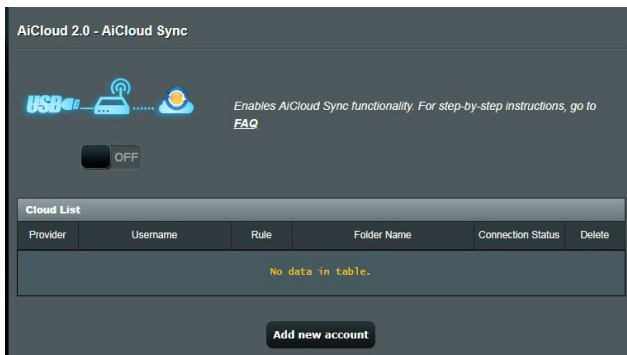 AiCloud 2.0 - AiCloud Sync
USB
Enables AiCloud Sync functionality. For step-by-step instructions, go to
FAQ
OFF
Cloud List
Provider Username Rule Folder Name Connection Status Delete
No data in table.
Add new account